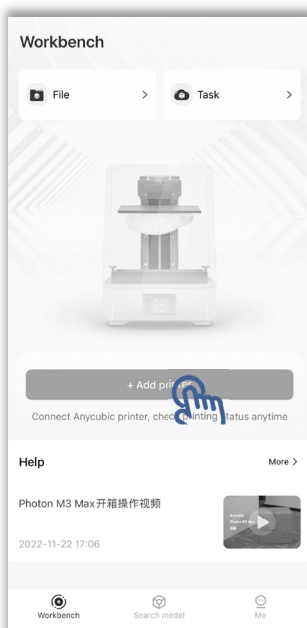 Workbench
File >
Task >
+ Add printer
Connect Anycubic printer, check printing status anytime
Help
More >
Photon M3 Max开箱操作视频
2022-11-22 17:06
Workbench
Search model
Me